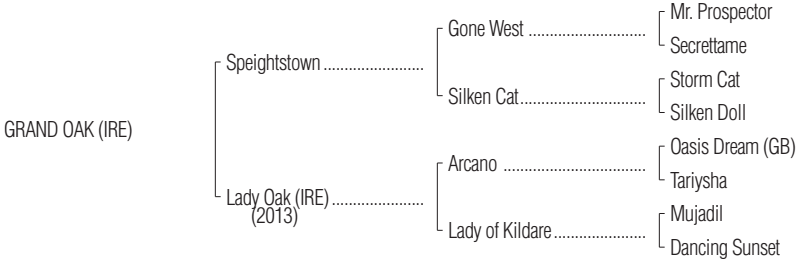 Mr. Prospector
Gone West ..............................
Secrettame
Speightstown .........................
Storm Cat
Silken Cat................................
Silken Doll
GRAND OAK (IRE)
Oasis Dream (GB)
Arcano ....................................
Tariysha
Lady Oak (IRE) .......................
(2013)
Mujadil
Lady of Kildare.......................
Dancing Sunset